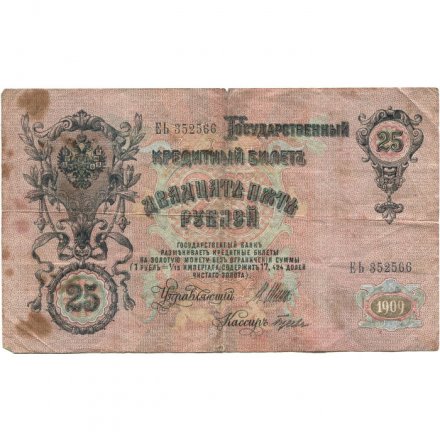 ЕЬ 352566
Государственный
25
кредитный билетъ
Двадцать пять
рублей
Государственный Банкъ
размѣниваетъ кредитные билеты
на золотую монету безъ ограниченія суммы
(1 рубль = 1/15 имперіала, содержитъ 17,424 долей
чистаго золота)
ЕЬ 352566
25
Управляющій
Кассиръ
1909